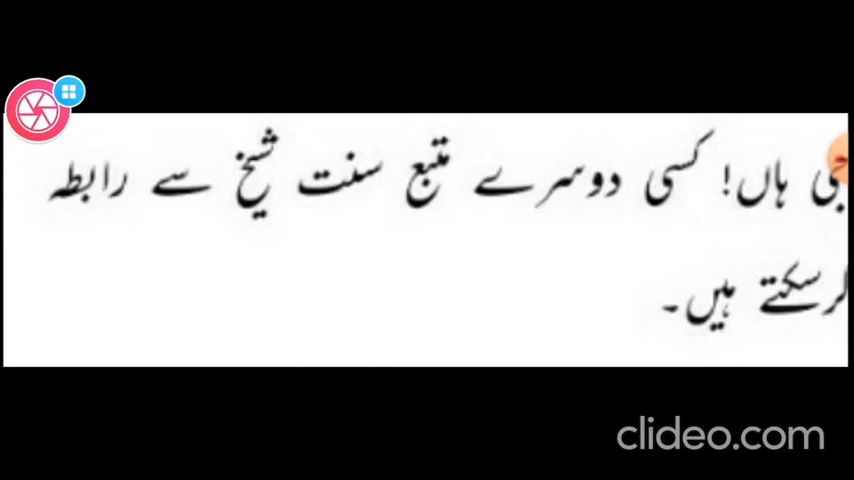 جی ہاں! کسی دوسرے متبع سنت شیخ سے رابطہ
کرسکتے ہیں۔
clideo.com